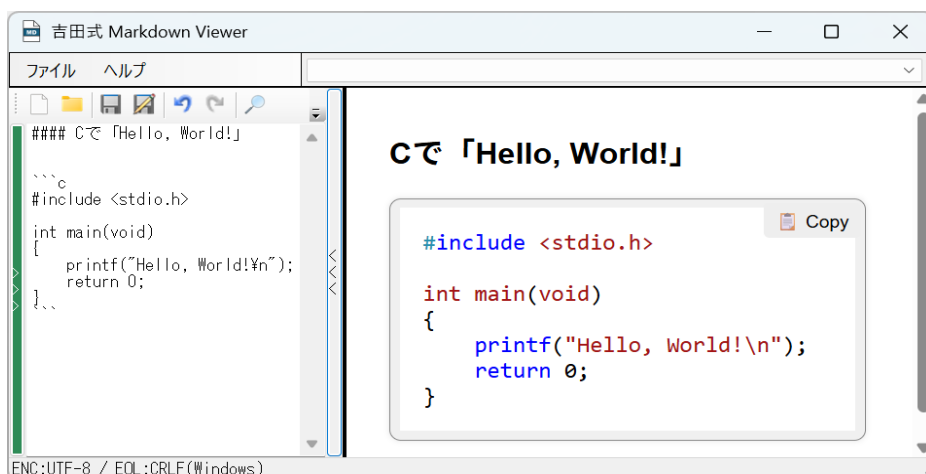 吉田式 Markdown Viewer
ファイル ヘルプ
#### Cで「Hello, World!」
```c
#include <stdio.h>
int main(void)
{
    printf("Hello, World!¥n");
    return 0;
}
```
ENC:UTF-8 / EOL:CRLF(Windows)
Cで「Hello, World!」
Copy
#include <stdio.h>
int main(void)
{
    printf("Hello, World!\n");
    return 0;
}